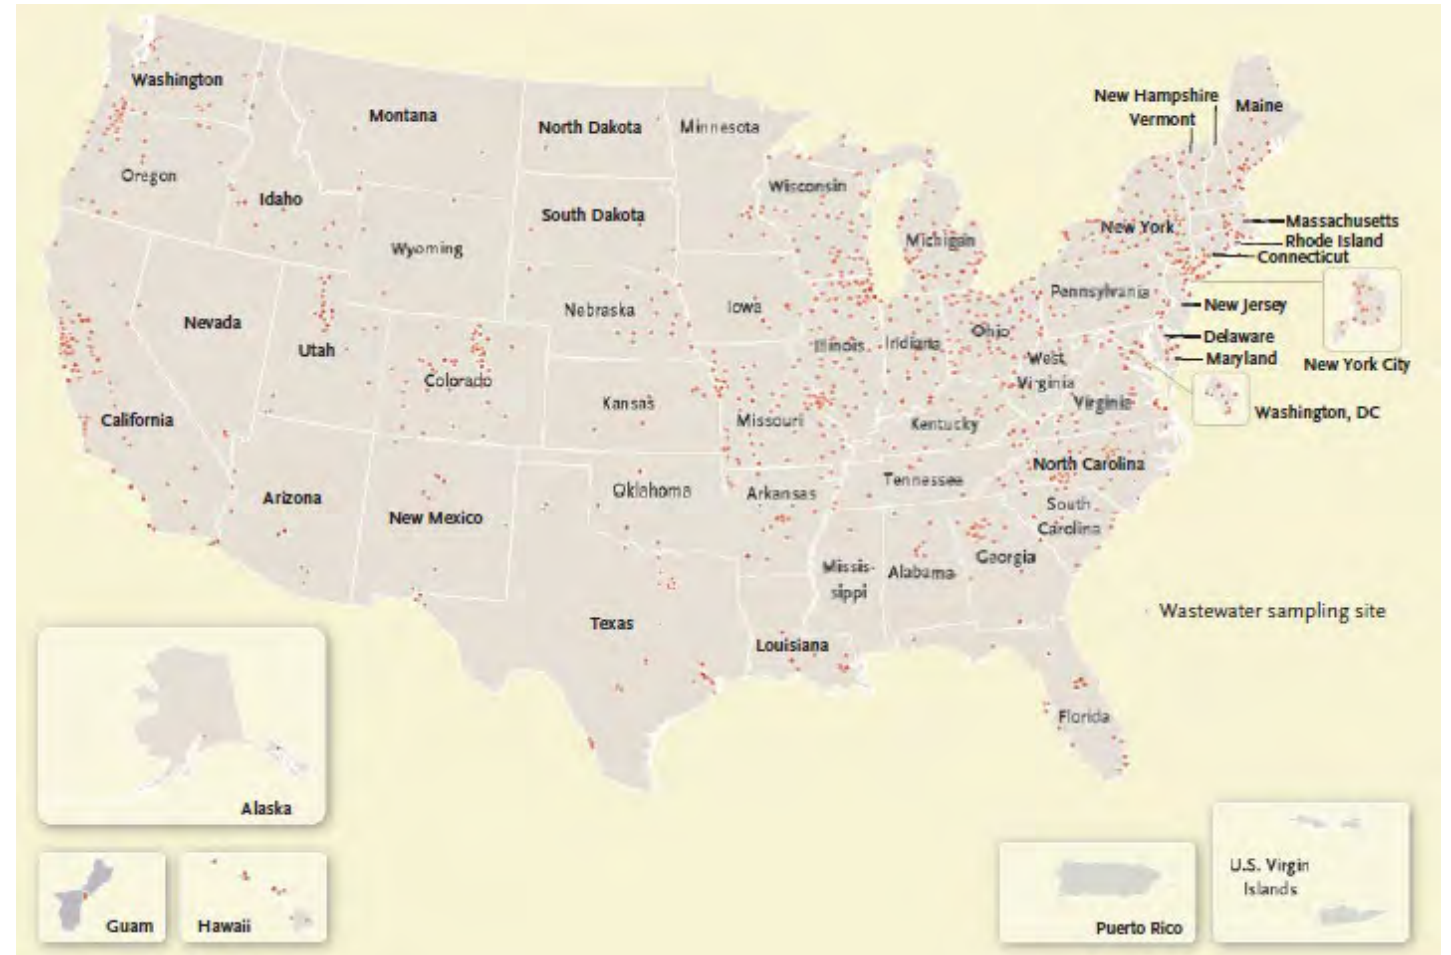 Washington
Montana
North Dakota
Minnesota
New Hampshire
Vermont
Maine
Oregon
Idaho
Wisconsin
South Dakota
Wyoming
Michigan
New York
Massachusetts
Rhode Island
Connecticut
Nebraska
Iowa
Pennsylvania
New Jersey
Nevada
Utah
Illinois
Indiana
Ohio
Delaware
Maryland
New York City
West
Virginia
Colorado
Kansas
Virginia
Washington, DC
California
Missouri
Kentucky
North Carolina
Arizona
New Mexico
Oklahoma
Arkansas
Tennessee
South
Carolina
Georgia
Missis-
sippi
Alabama
Wastewater sampling site
Texas
Louisiana
Florida
Alaska
Guam
Hawaii
Puerto Rico
U.S. Virgin
Islands